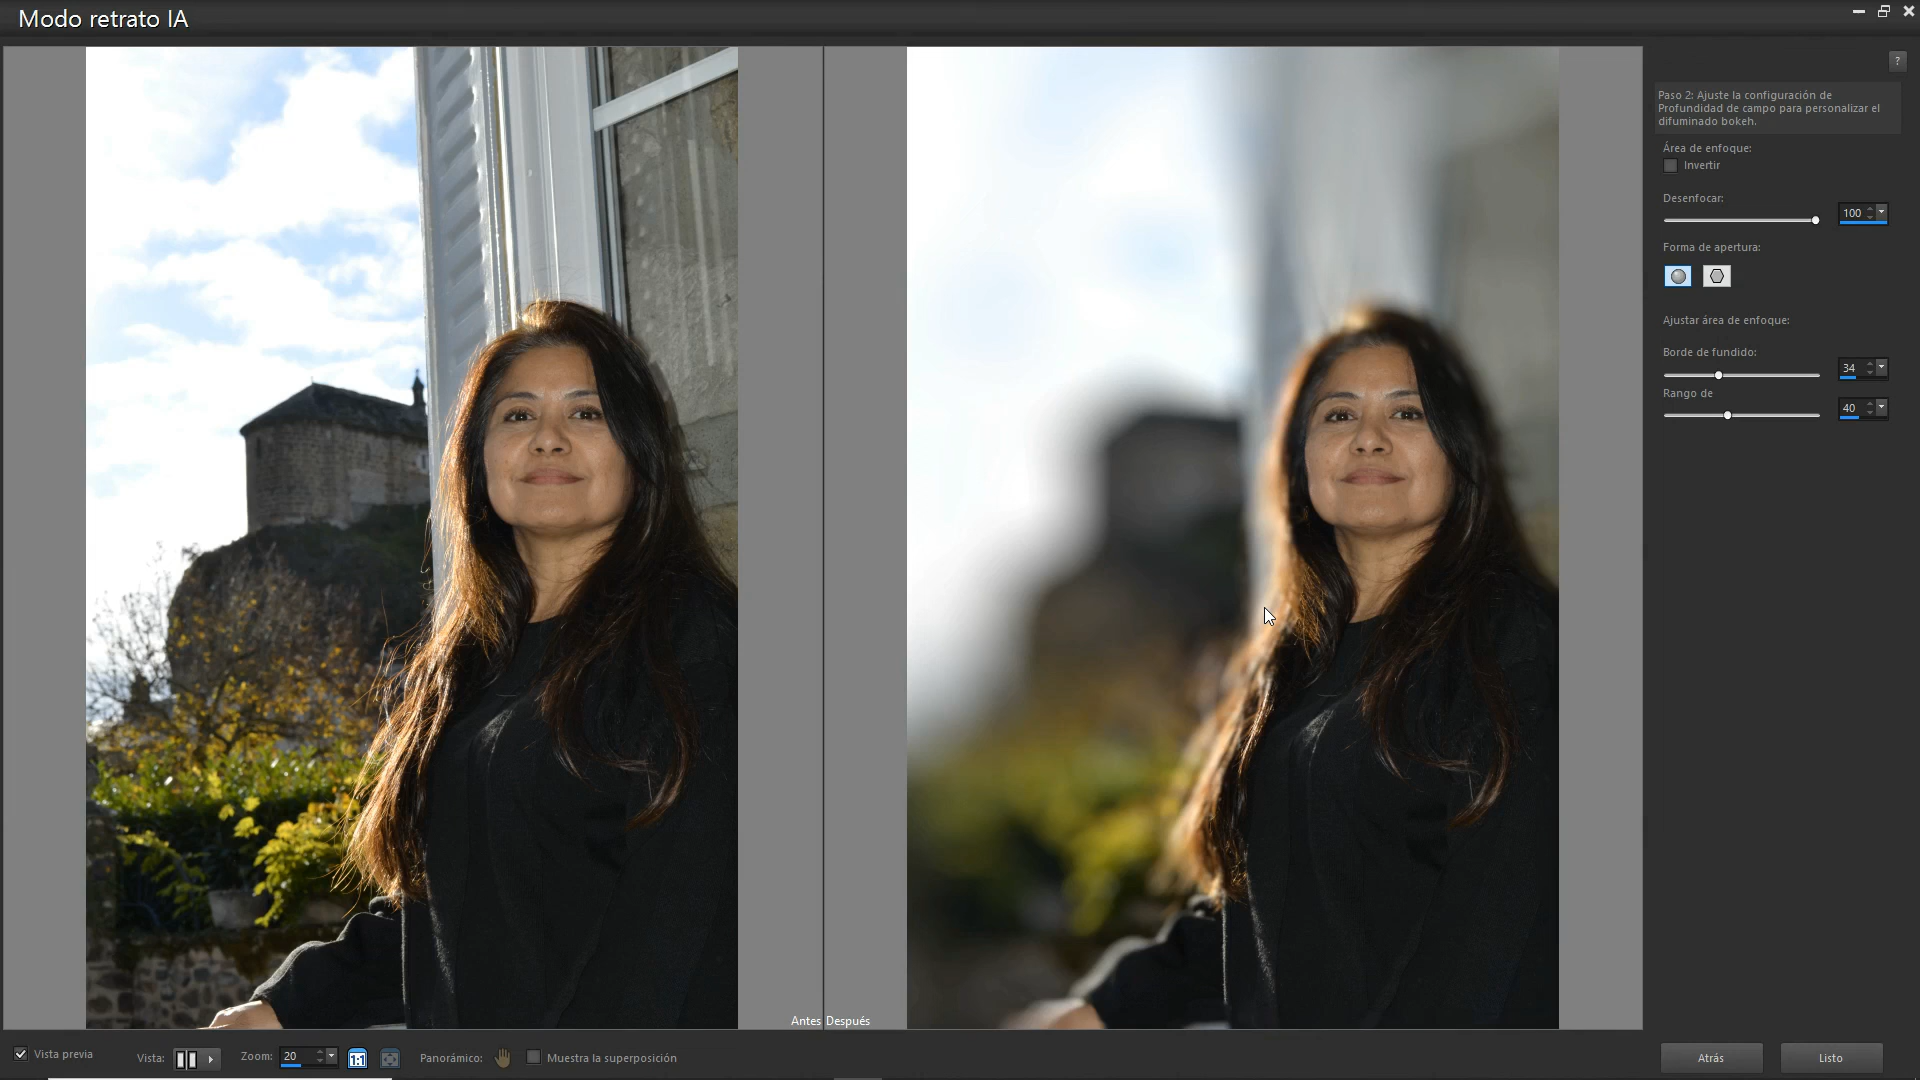 Modo retrato IA
?
Paso 2: Ajuste la configuración de
Profundidad de campo para personalizar el
difuminado bokeh.
Área de enfoque:
Invertir
Desenfocar:
100
Forma de apertura:
Ajustar área de enfoque:
Borde de fundido:
34
Rango de
40
Antes Después
Vista previa
Vista:
Zoom: 20
1:1
Panorámico:
Muestra la superposición
Atrás
Listo